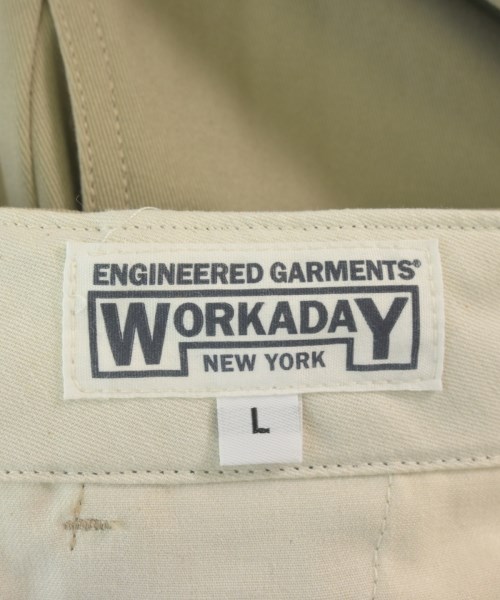 ENGINEERED GARMENTS®
WORKADAY
NEW YORK
L